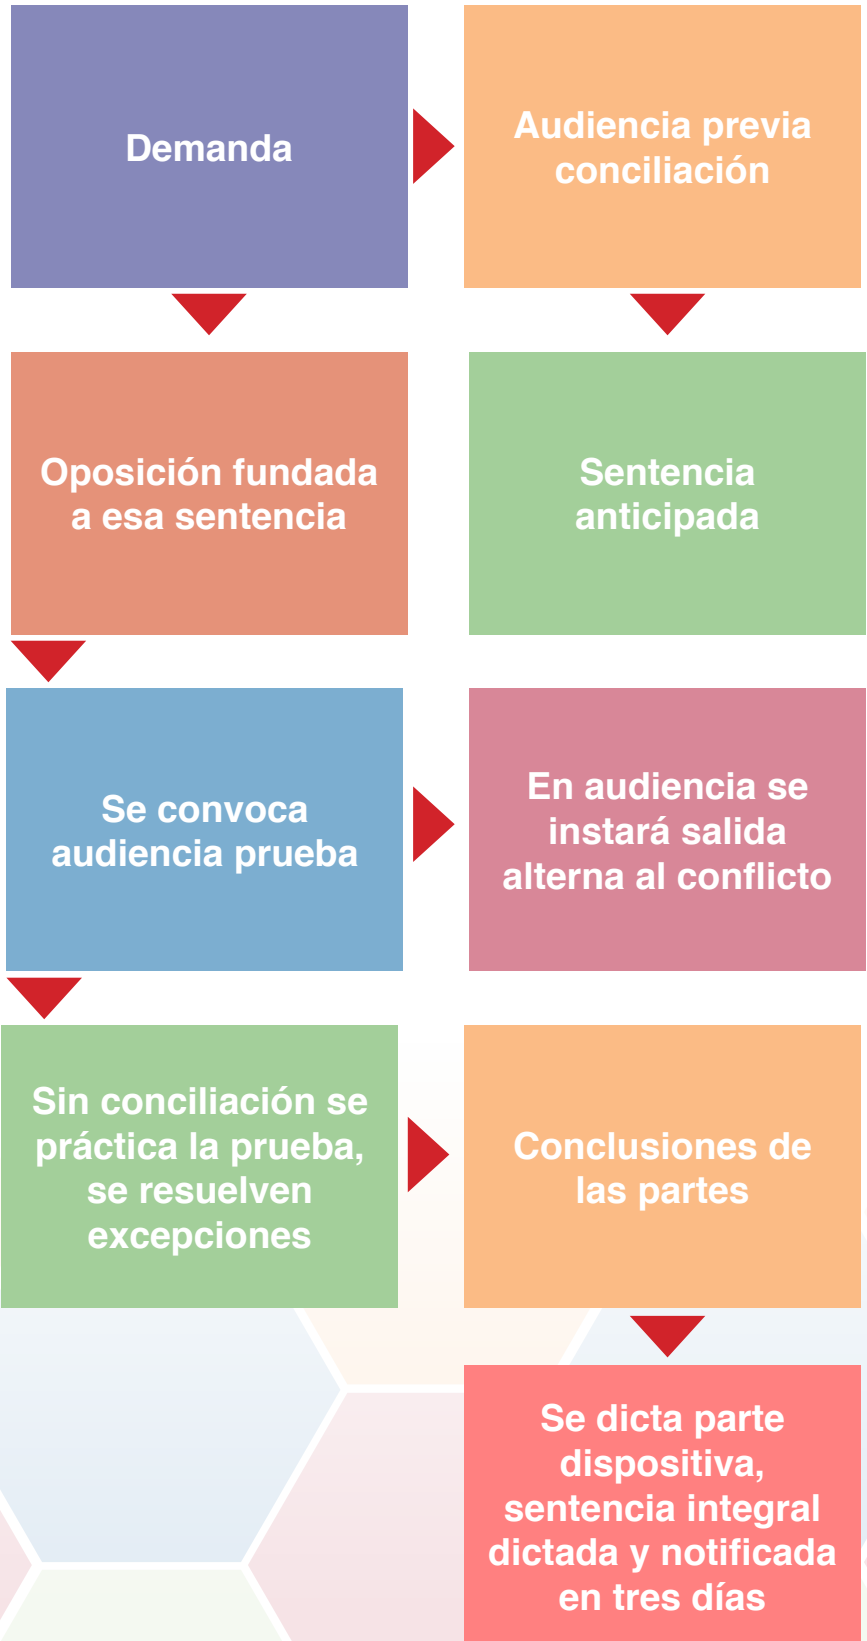 Demanda
Audiencia previa
conciliación
Oposición fundada
a esa sentencia
Sentencia
anticipada
Se convoca
audiencia prueba
En audiencia se
instará salida
alterna al conflicto
Sin conciliación se
práctica la prueba,
se resuelven
excepciones
Conclusiones de
las partes
Se dicta parte
dispositiva,
sentencia integral
dictada y notificada
en tres días